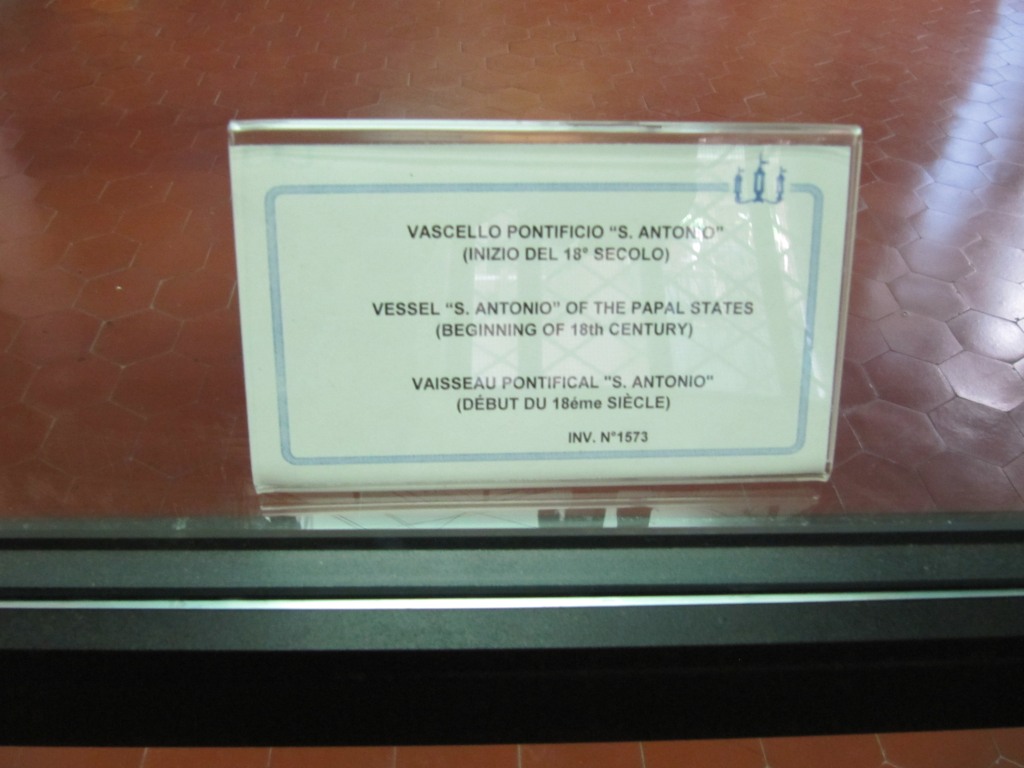 VASCELLO PONTIFICIO “S. ANTONIO”
(INIZIO DEL 18° SECOLO)
VESSEL “S. ANTONIO” OF THE PAPAL STATES
(BEGINNING OF 18th CENTURY)
VAISSEAU PONTIFICAL "S. ANTONIO"
(DÉBUT DU 18éme SIÈCLE)
INV. N°1573